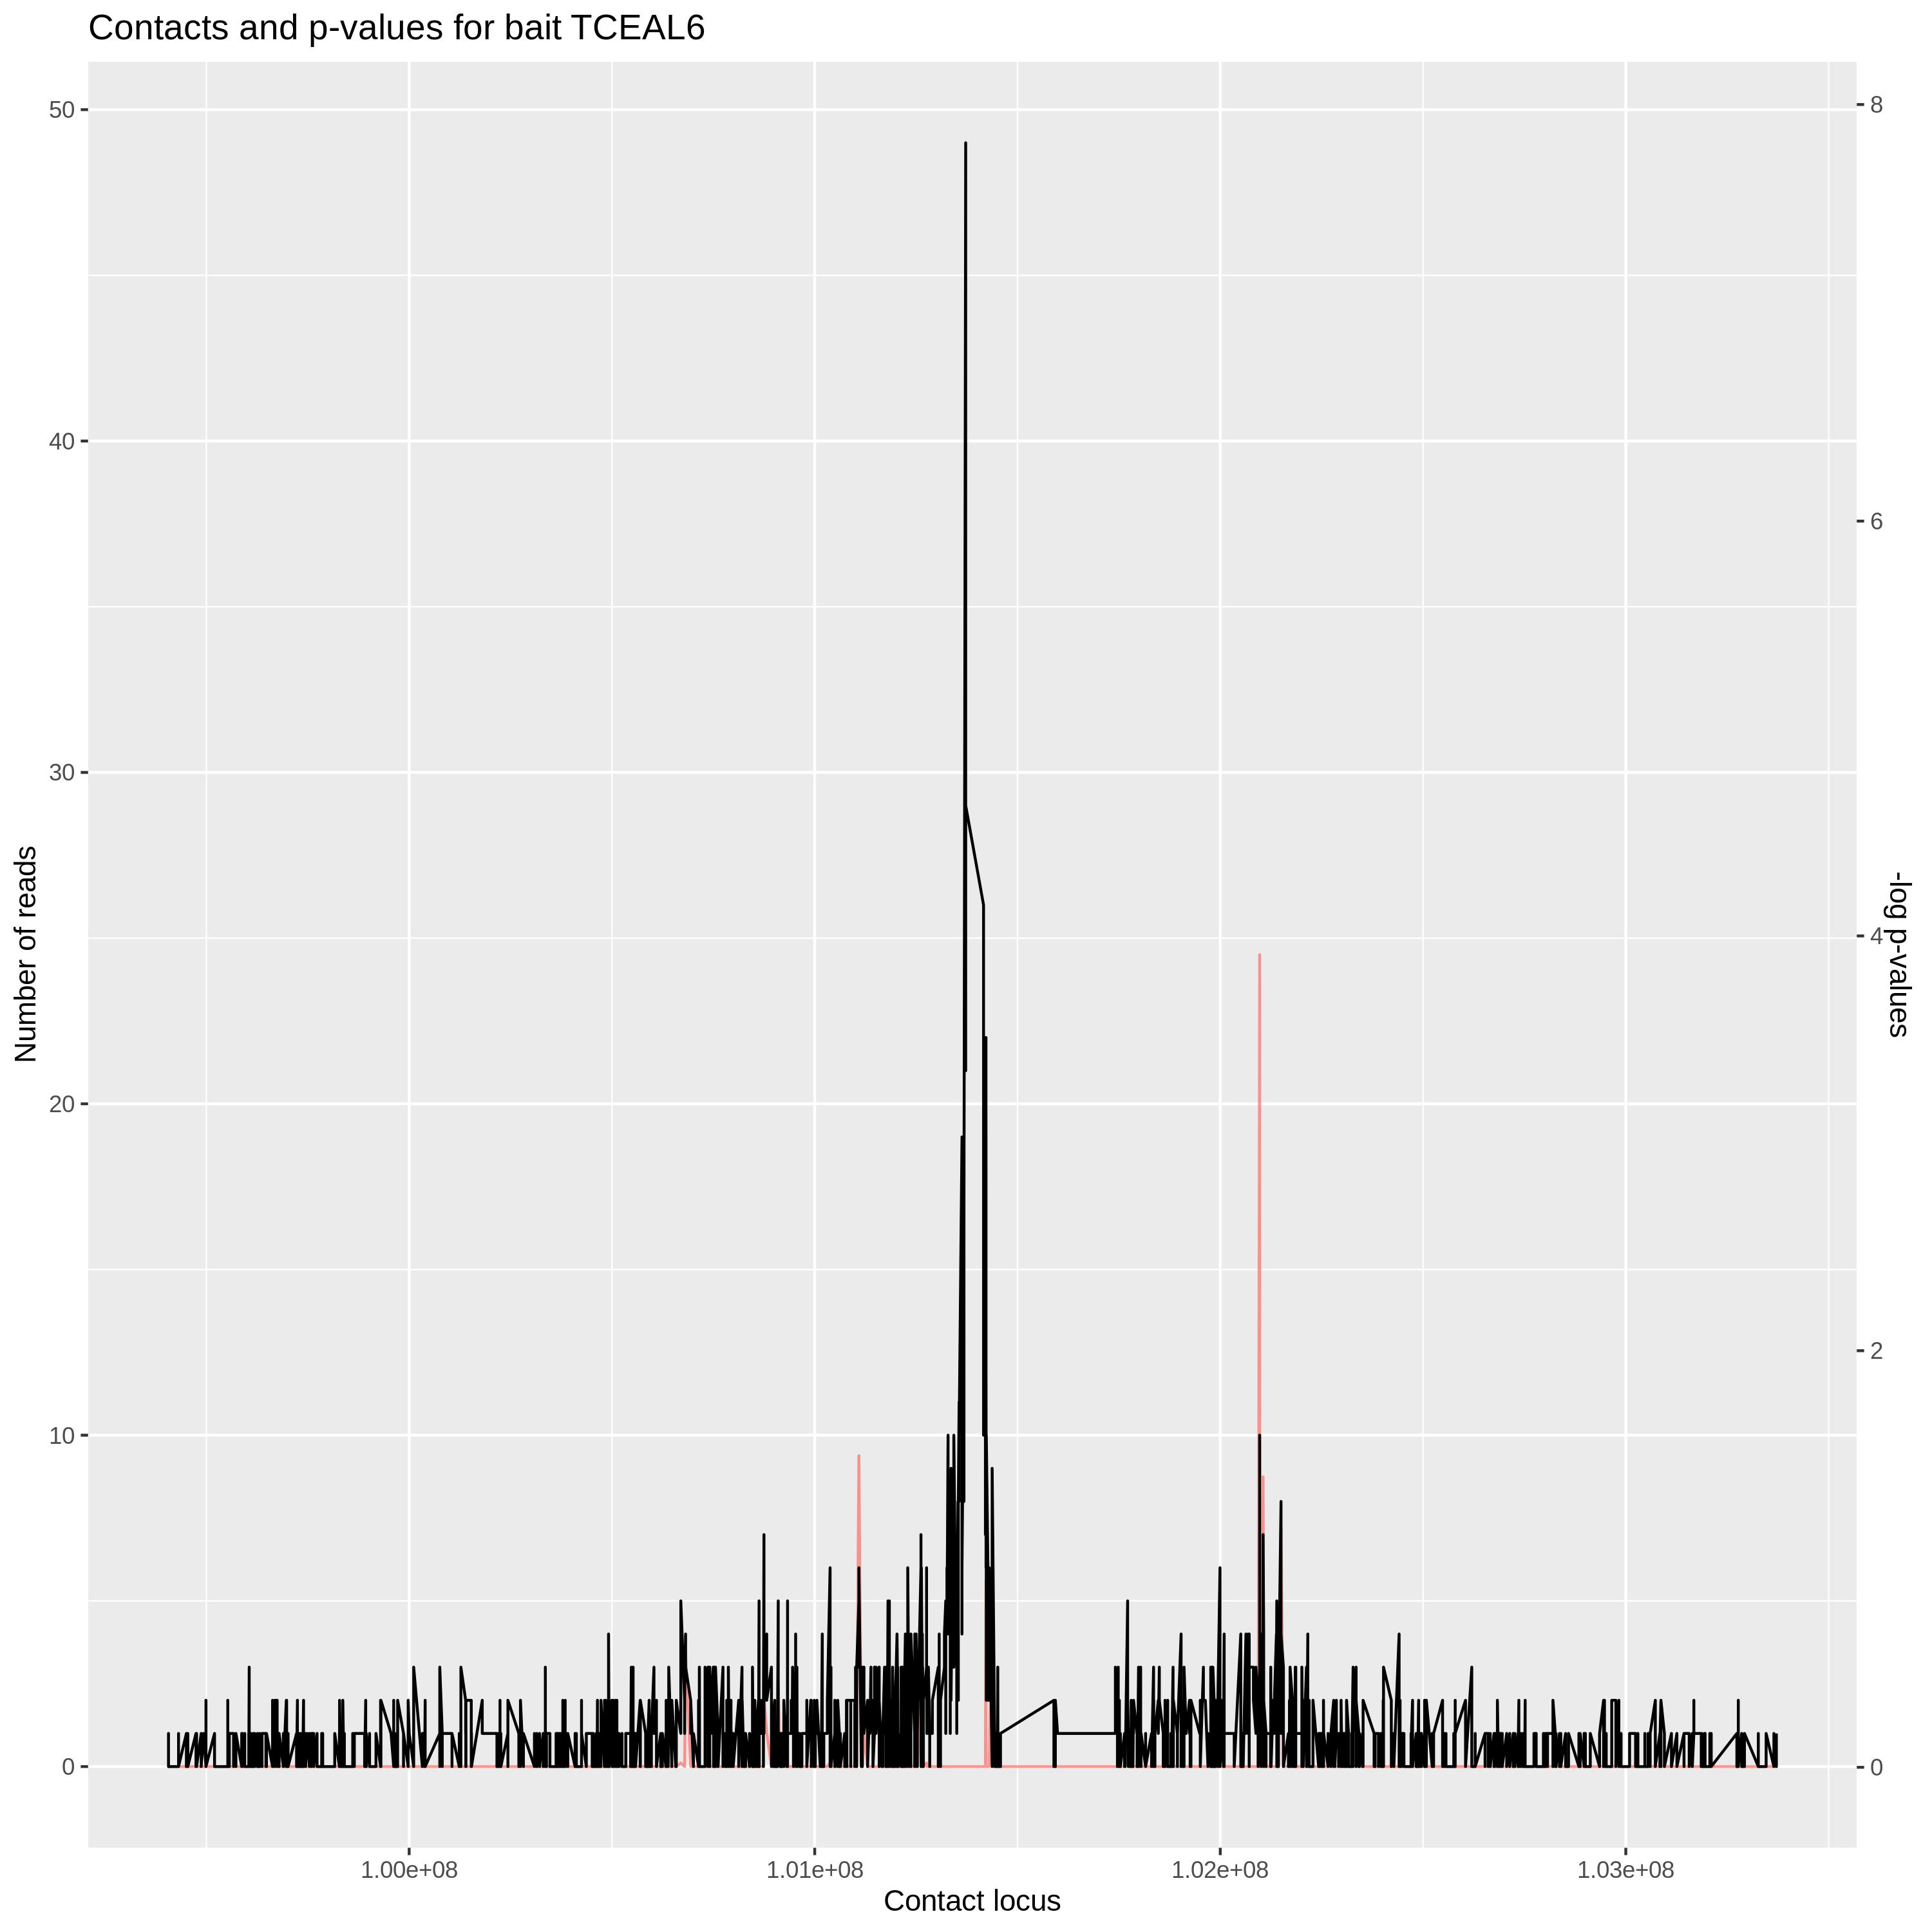 Contacts and p-values for bait TCEAL6
50
40
30
20
10
0
8
6
4
2
0
Number of reads
-log p-values
1.00e+08
1.01e+08
1.02e+08
1.03e+08
Contact locus